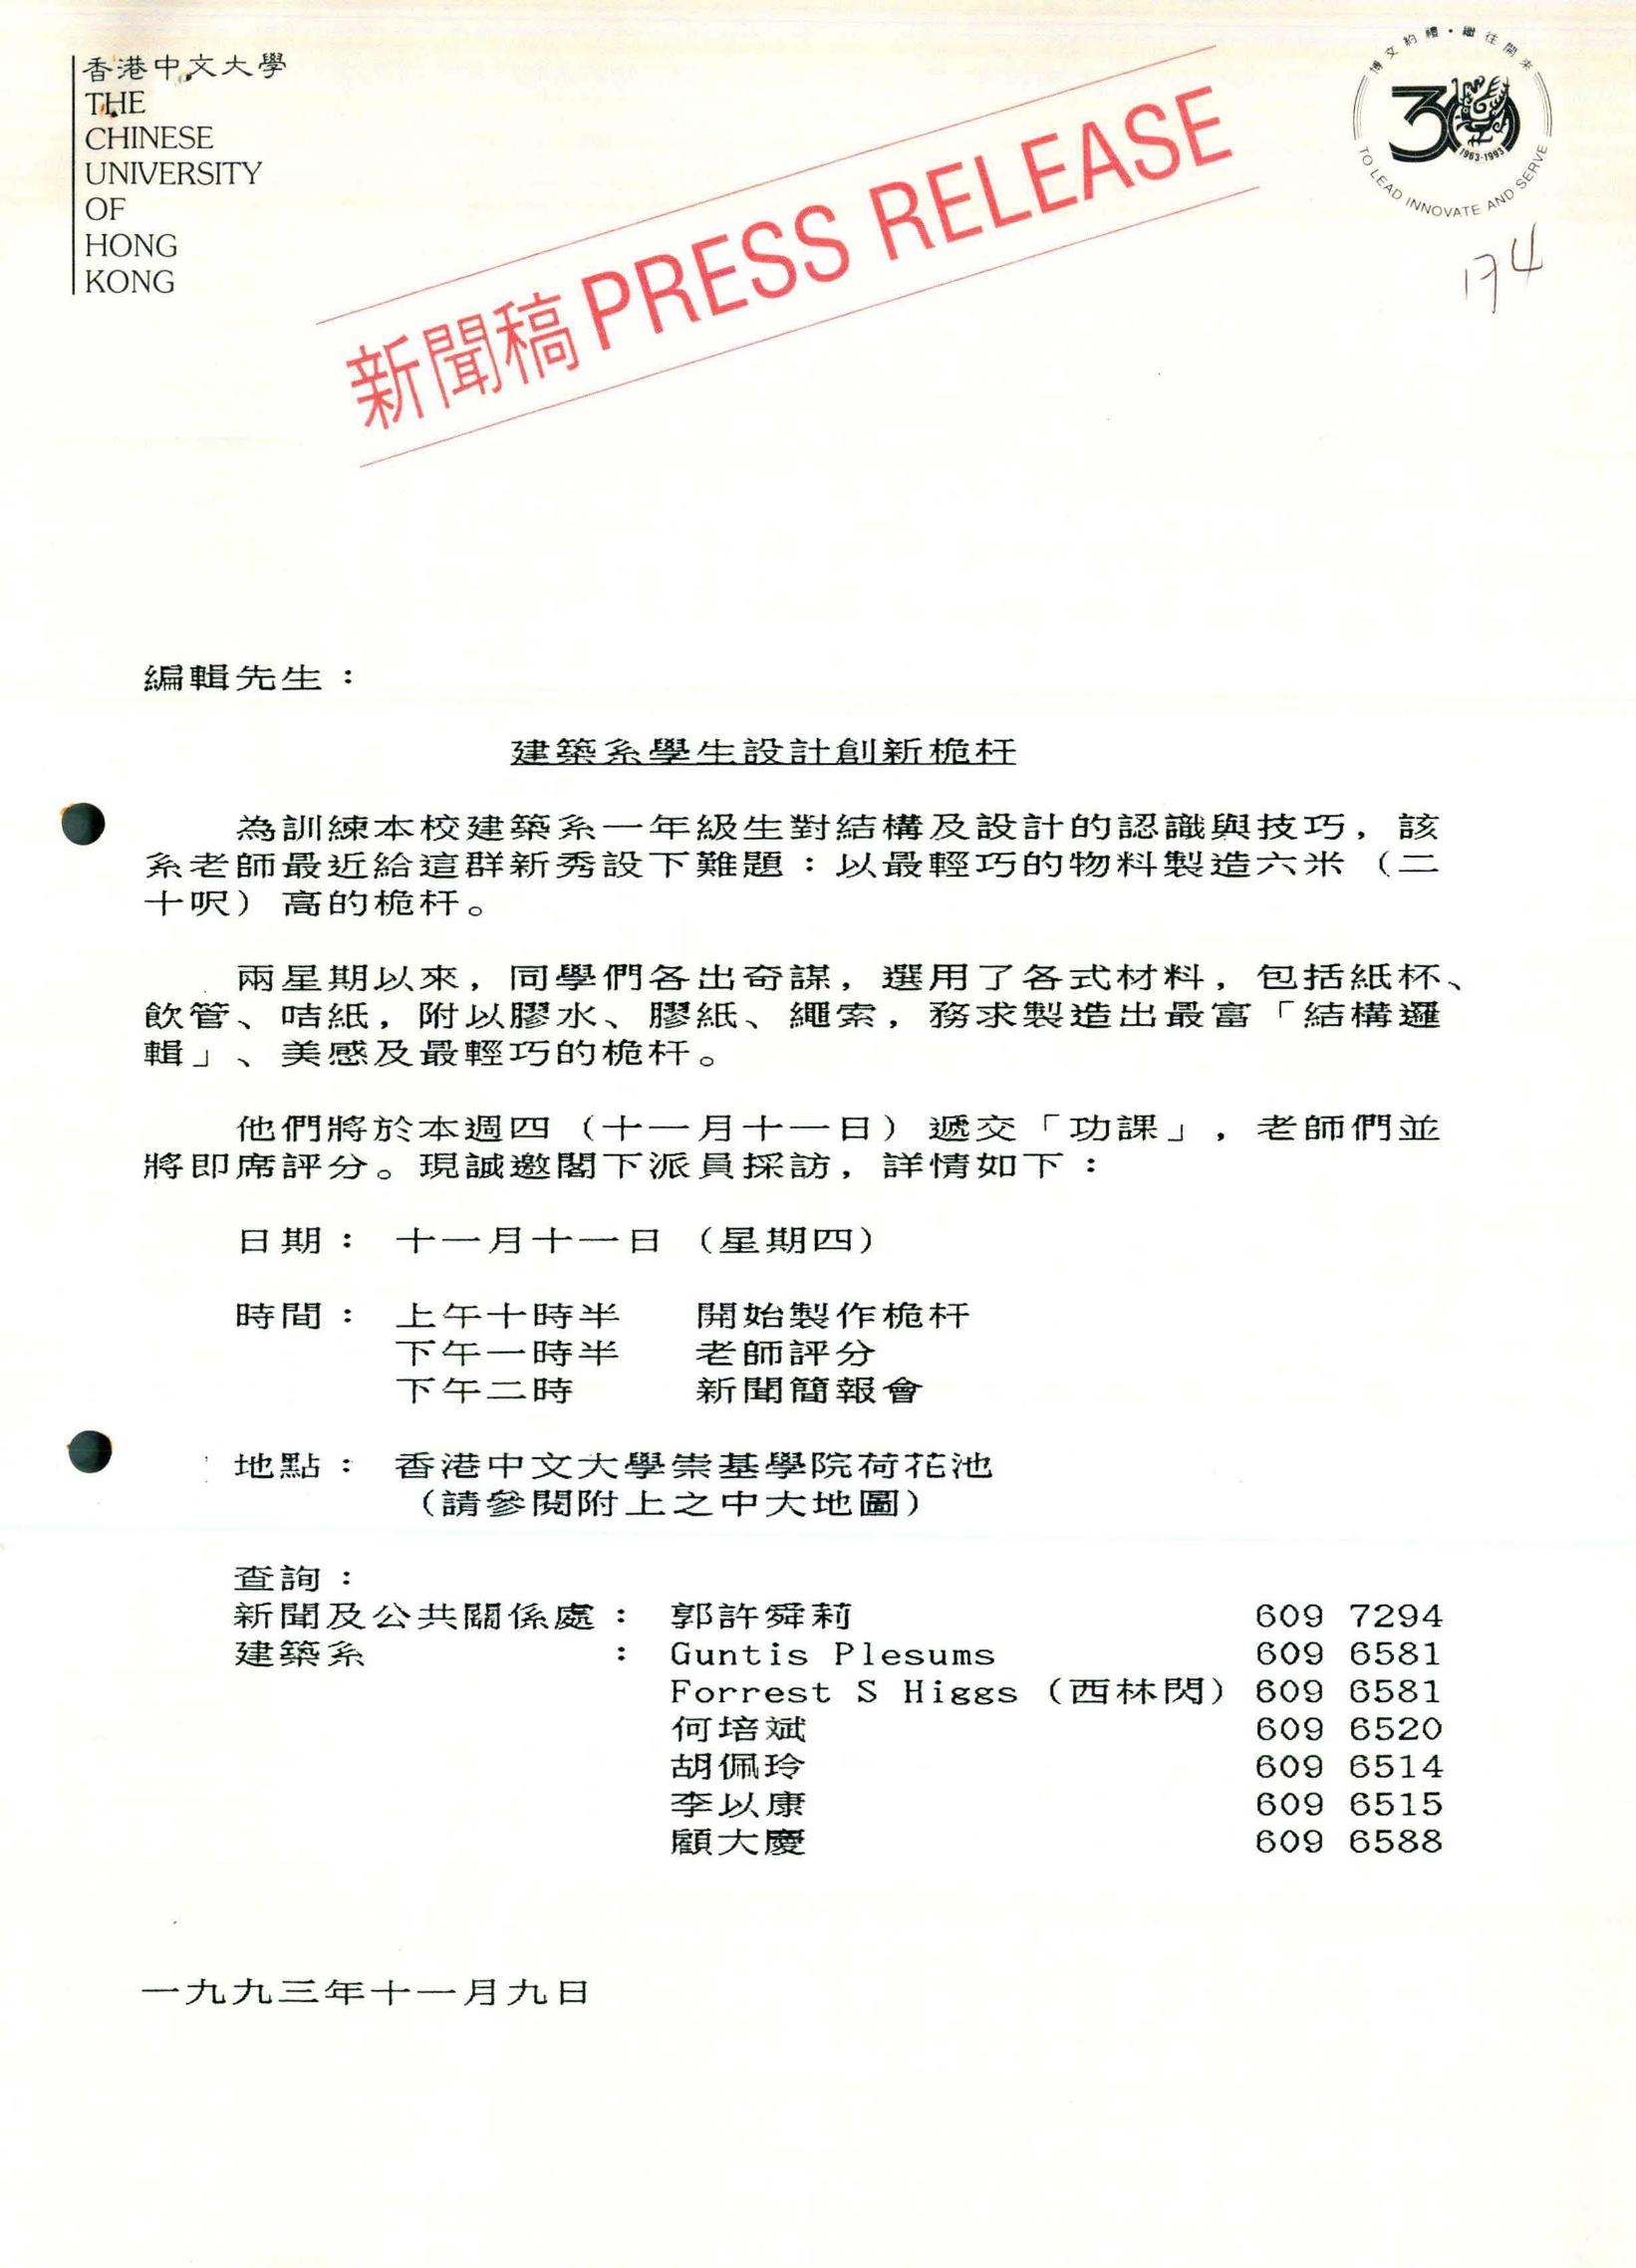 香港中文大學
THE
CHINESE
UNIVERSITY
OF
HONG
KONG
新聞稿 PRESS RELEASE
博文約禮・繼往開來
30
1963-1993
TO LEAD INNOVATE AND SERVE
174
編輯先生：
建築系學生設計創新桅杆
為訓練本校建築系一年級生對結構及設計的認識與技巧，該
系老師最近給這群新秀設下難題：以最輕巧的物料製造六米（二
十呎）高的桅杆。
兩星期以來，同學們各出奇謀，選用了各式材料，包括紙杯、
飲管、咭紙，附以膠水、膠紙、繩索，務求製造出最富「結構邏
輯」、美感及最輕巧的桅杆。
他們將於本週四（十一月十一日）遞交「功課」，老師們並
將即席評分。現誠邀閣下派員採訪，詳情如下：
日期： 十一月十一日（星期四）
時間： 上午十時半 開始製作桅杆
下午一時半 老師評分
下午二時 新聞簡報會
地點： 香港中文大學崇基學院荷花池
（請參閱附上之中大地圖）
查詢：
新聞及公共關係處： 郭許舜莉 609 7294
建築系 ： Guntis Plesums 609 6581
Forrest S Higgs（西林閃） 609 6581
何培斌 609 6520
胡佩玲 609 6514
李以康 609 6515
顧大慶 609 6588
一九九三年十一月九日